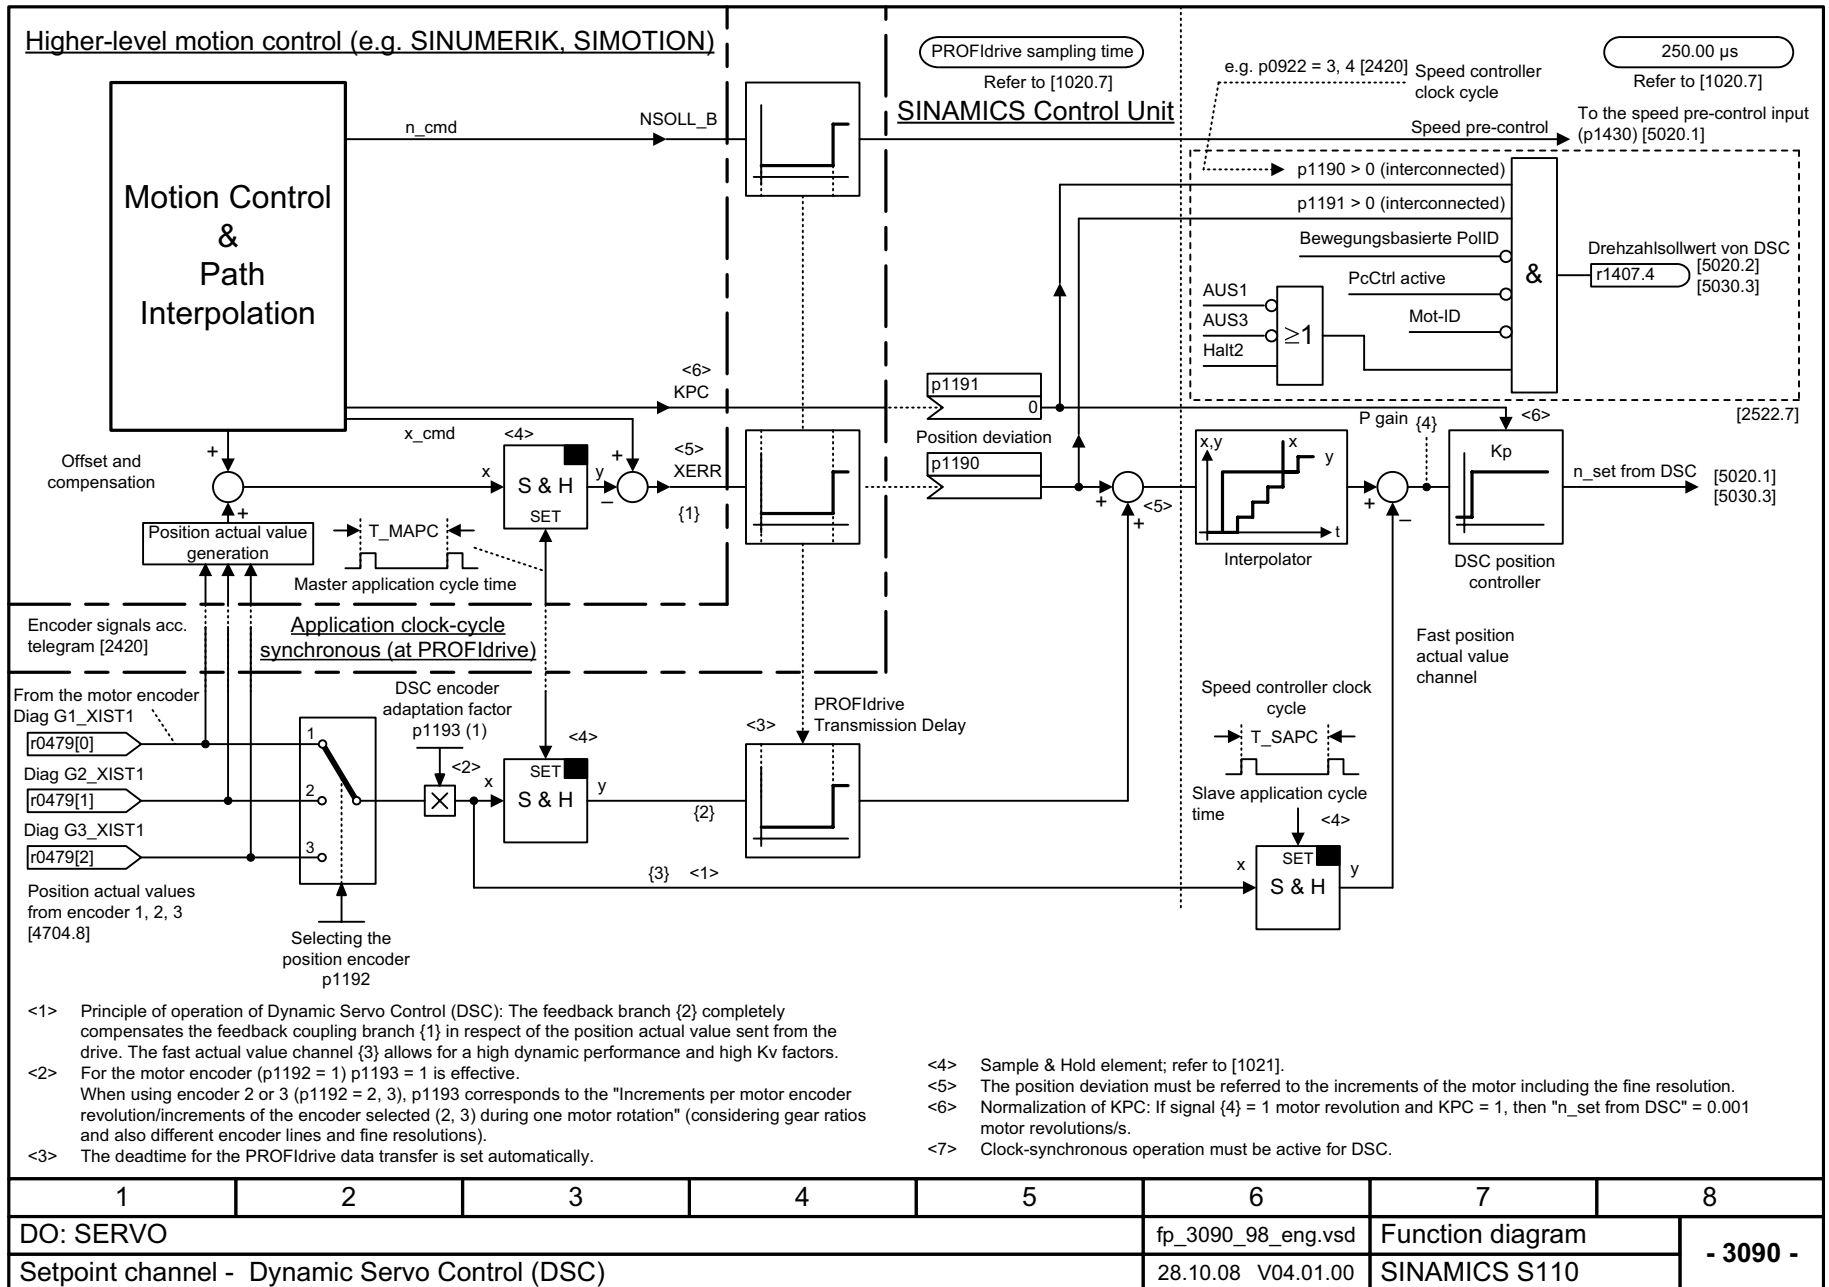 Higher-level motion control (e.g. SINUMERIK, SIMOTION)
PROFIdrive sampling time
Refer to [1020.7]
SINAMICS Control Unit
e.g. p0922 = 3, 4 [2420]
Speed controller
clock cycle
250.00 µs
Refer to [1020.7]
To the speed pre-control input
(p1430) [5020.1]
Speed pre-control
n_cmd
NSOLL_B
Motion Control
&
Path
Interpolation
p1190 > 0 (interconnected)
p1191 > 0 (interconnected)
Bewegungsbasierte PolID
PcCtrl active
Mot-ID
AUS1
AUS3
Halt2
≥1
&
Drehzahlsollwert von DSC
r1407.4
[5020.2]
[5030.3]
[2522.7]
<6>
KPC
p1191
0
x_cmd
<4>
<5>
XERR
{1}
Position deviation
p1190
P gain
{4}
<6>
Offset and
compensation
+
+
x
S & H
SET
y
+
–
+
+
<5>
x,y
x
y
t
Interpolator
+
–
Kp
DSC position
controller
n_set from DSC
[5020.1]
[5030.3]
Position actual value
generation
T_MAPC
Master application cycle time
Encoder signals acc.
telegram [2420]
Application clock-cycle
synchronous (at PROFIdrive)
Fast position
actual value
channel
From the motor encoder
Diag G1_XIST1
r0479[0]
Diag G2_XIST1
r0479[1]
Diag G3_XIST1
r0479[2]
Position actual values
from encoder 1, 2, 3
[4704.8]
1
2
3
Selecting the
position encoder
p1192
DSC encoder
adaptation factor
p1193 (1)
<2>
x
<4>
SET
S & H
y
{2}
<3>
PROFIdrive
Transmission Delay
{3}
<1>
Speed controller clock
cycle
T_SAPC
Slave application cycle
time
<4>
x
SET
S & H
y
<1> Principle of operation of Dynamic Servo Control (DSC): The feedback branch {2} completely
compensates the feedback coupling branch {1} in respect of the position actual value sent from the
drive. The fast actual value channel {3} allows for a high dynamic performance and high Kv factors.
<2> For the motor encoder (p1192 = 1) p1193 = 1 is effective.
When using encoder 2 or 3 (p1192 = 2, 3), p1193 corresponds to the "Increments per motor encoder
revolution/increments of the encoder selected (2, 3) during one motor rotation" (considering gear ratios
and also different encoder lines and fine resolutions).
<3> The deadtime for the PROFIdrive data transfer is set automatically.
<4> Sample & Hold element; refer to [1021].
<5> The position deviation must be referred to the increments of the motor including the fine resolution.
<6> Normalization of KPC: If signal {4} = 1 motor revolution and KPC = 1, then "n_set from DSC" = 0.001
motor revolutions/s.
<7> Clock-synchronous operation must be active for DSC.
1 2 3 4 5 6 7 8
DO: SERVO
fp_3090_98_eng.vsd
Function diagram
- 3090 -
Setpoint channel - Dynamic Servo Control (DSC)
28.10.08 V04.01.00
SINAMICS S110